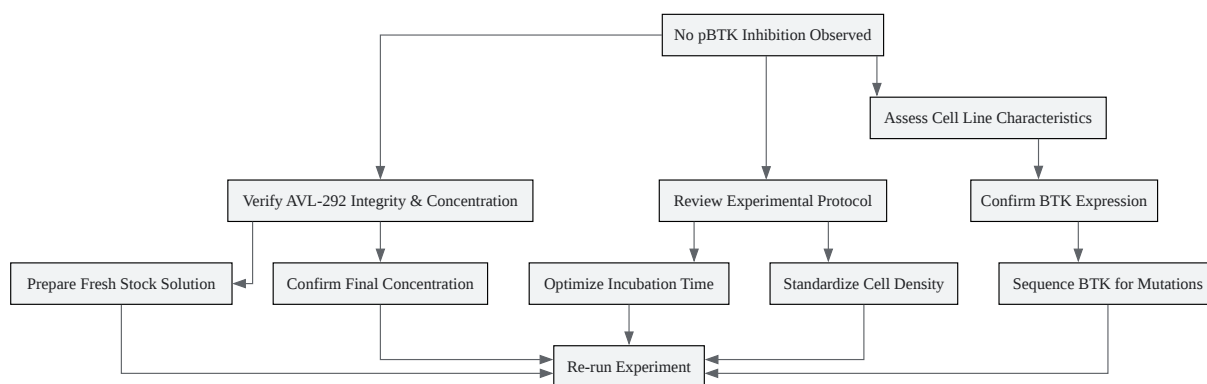 No pBTK Inhibition Observed
Assess Cell Line Characteristics
Verify AVL-292 Integrity & Concentration
Review Experimental Protocol
Confirm BTK Expression
Prepare Fresh Stock Solution
Confirm Final Concentration
Optimize Incubation Time
Standardize Cell Density
Sequence BTK for Mutations
Re-run Experiment